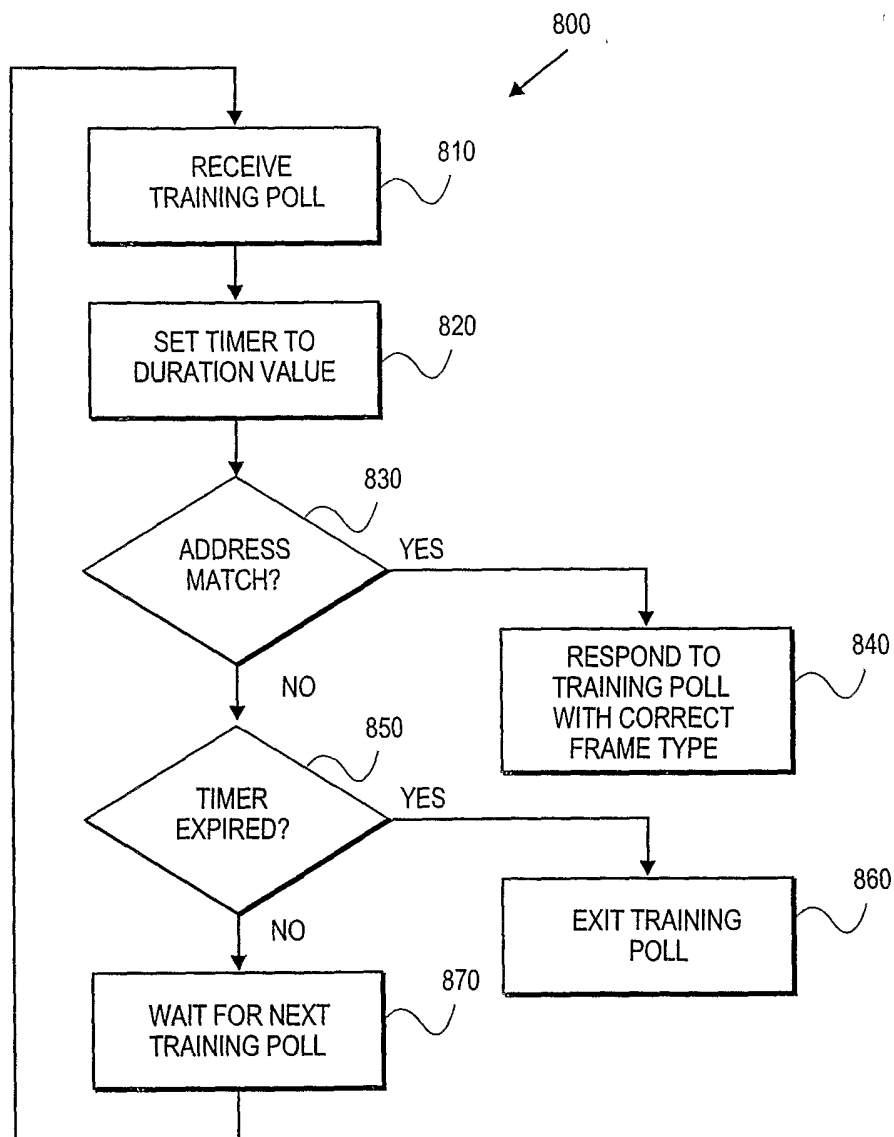 800
RECEIVE
TRAINING POLL
810
SET TIMER TO
DURATION VALUE
820
830
ADDRESS
MATCH?
YES
NO
RESPOND TO
TRAINING POLL
WITH CORRECT
FRAME TYPE
840
850
TIMER
EXPIRED?
YES
NO
EXIT TRAINING
POLL
860
WAIT FOR NEXT
TRAINING POLL
870